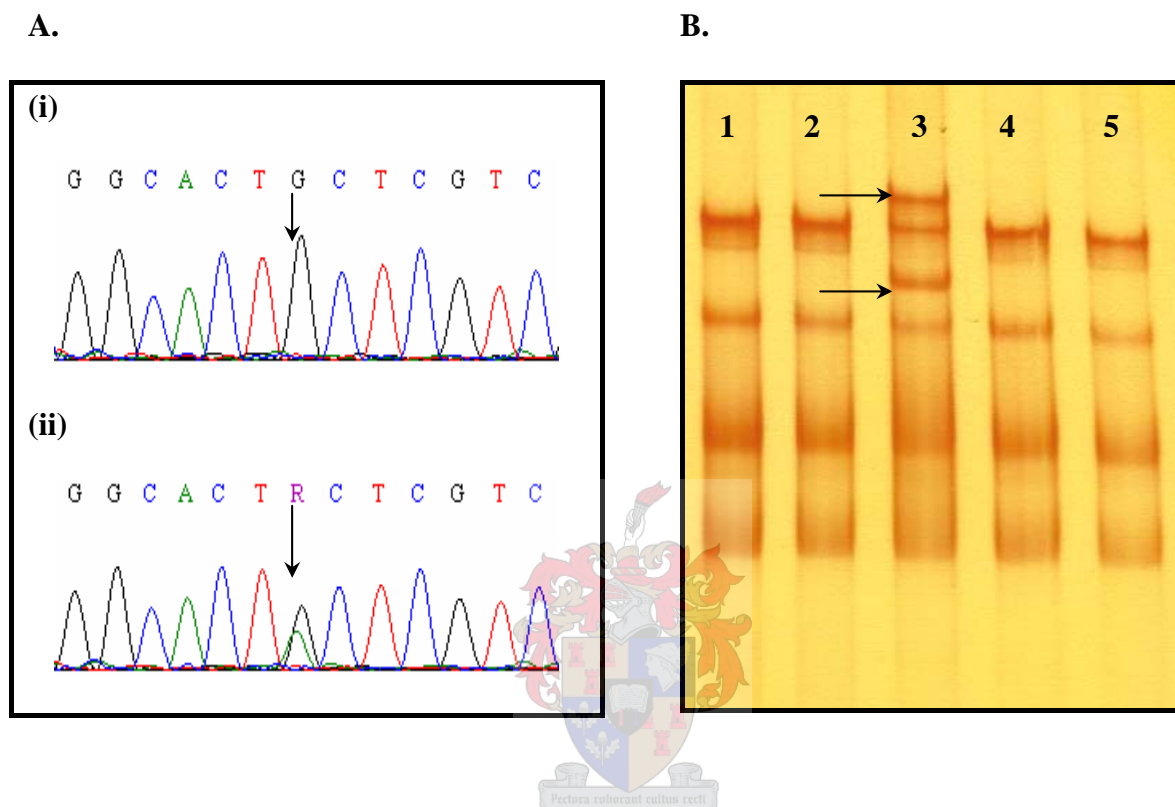 A.
B.
(i)
G G C A C T G C T C G T C
(ii)
G G C A C T R C T C G T C
1 2 3 4 5
Pectora roborant cultus recti